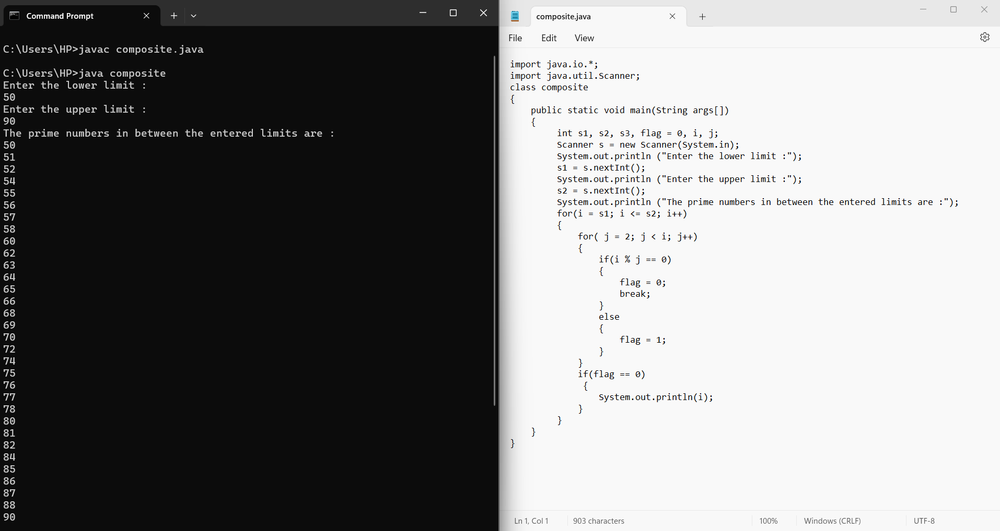 Command Prompt
C:\Users\HP>javac composite.java
C:\Users\HP>java composite
Enter the lower limit :
50
Enter the upper limit :
90
The prime numbers in between the entered limits are :
50
51
52
54
55
56
57
58
60
62
63
64
65
66
68
69
70
72
74
75
76
77
78
80
81
82
84
85
86
87
88
90
composite.java
File Edit View
import java.io.*;
import java.util.Scanner;
class composite
{
    public static void main(String args[])
    {
         int s1, s2, s3, flag = 0, i, j;
         Scanner s = new Scanner(System.in);
         System.out.println ("Enter the lower limit :");
         s1 = s.nextInt();
         System.out.println ("Enter the upper limit :");
         s2 = s.nextInt();
         System.out.println ("The prime numbers in between the entered limits are :");
         for(i = s1; i <= s2; i++)
         {
             for( j = 2; j < i; j++)
             {
                 if(i % j == 0)
                 {
                     flag = 0;
                     break;
                 }
                 else
                 {
                     flag = 1;
                 }
             }
             if(flag == 0)
              {
                 System.out.println(i);
             }
         }
    }
}
Ln 1, Col 1 903 characters 100% Windows (CRLF) UTF-8